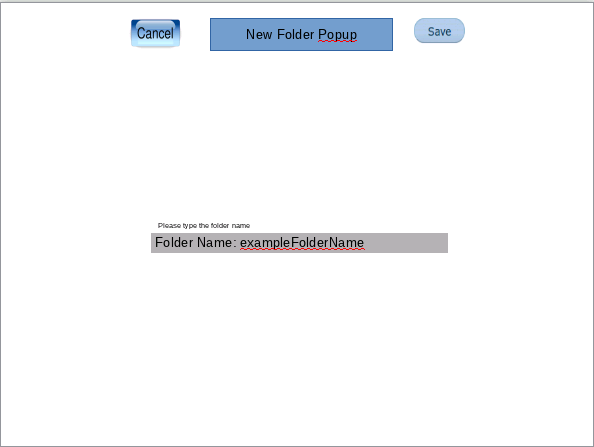 Cancel
New Folder Popup
Save
Please type the folder name
Folder Name: exampleFolderName